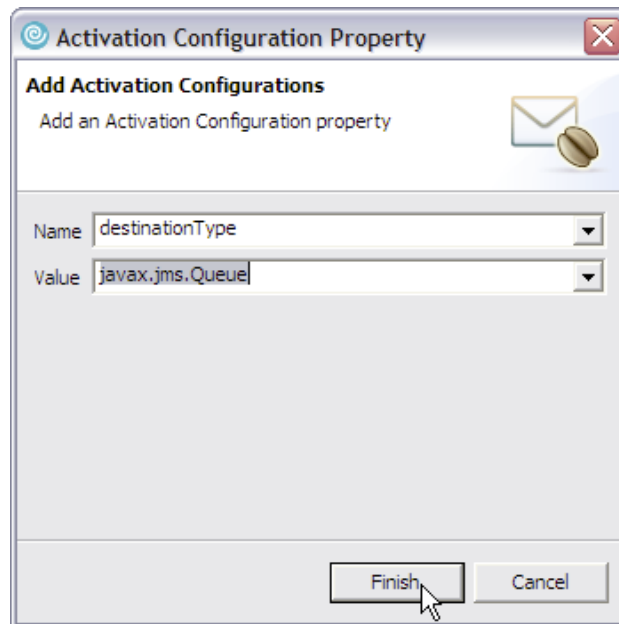 Activation Configuration Property
Add Activation Configurations
Add an Activation Configuration property
Name destinationType
Value javax.jms.Queue
Finish Cancel